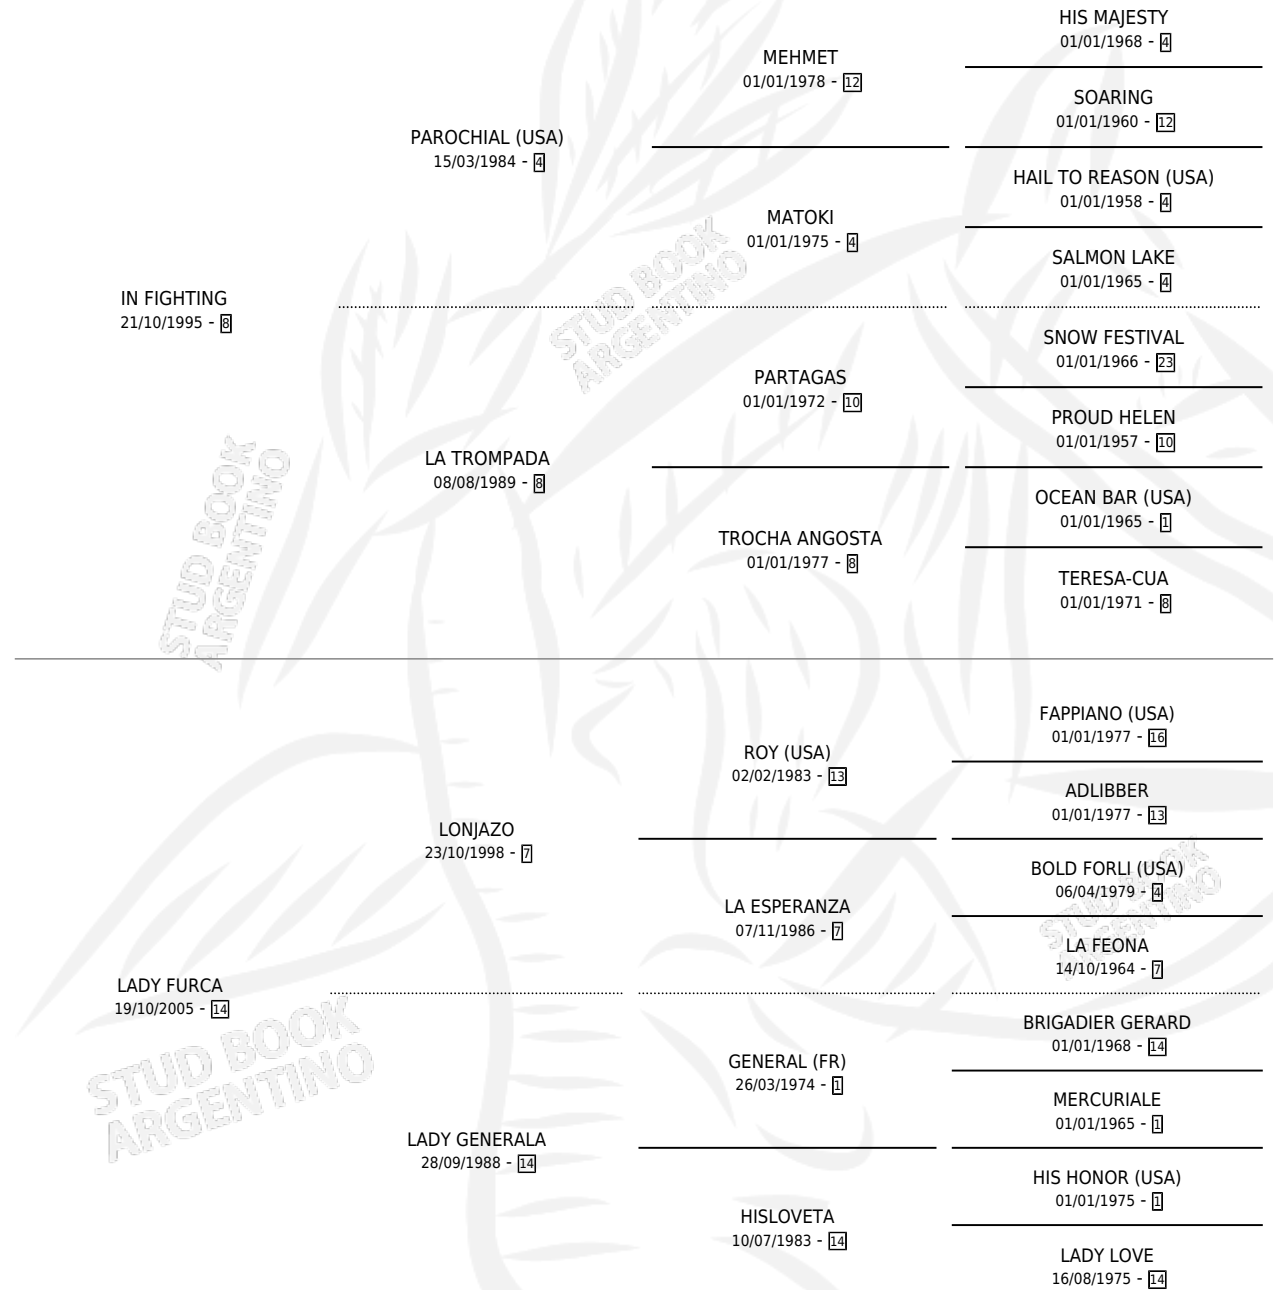 HIS MAJESTY
01/01/1968 - 4
MEHMET
01/01/1978 - 12
SOARING
01/01/1960 - 12
PAROCHIAL (USA)
15/03/1984 - 4
HAIL TO REASON (USA)
01/01/1958 - 4
MATOKI
01/01/1975 - 4
SALMON LAKE
01/01/1965 - 4
IN FIGHTING
21/10/1995 - 8
STUD BOOK
ARGENTINO
SNOW FESTIVAL
01/01/1966 - 23
PARTAGAS
01/01/1972 - 10
PROUD HELEN
01/01/1957 - 10
LA TROMPADA
08/08/1989 - 8
OCEAN BAR (USA)
01/01/1965 - 1
TROCHA ANGOSTA
01/01/1977 - 8
TERESA-CUA
01/01/1971 - 8
STUD BOOK
ARGENTINO
FAPPIANO (USA)
01/01/1977 - 16
ROY (USA)
02/02/1983 - 13
ADLIBBER
01/01/1977 - 13
LONJAZO
23/10/1998 - 7
BOLD FORLI (USA)
06/04/1979 - 4
LA ESPERANZA
07/11/1986 - 7
STUD BOOK
ARGENTINO
LA FEONA
14/10/1964 - 7
LADY FURCA
19/10/2005 - 14
STUD BOOK
ARGENTINO
BRIGADIER GERARD
01/01/1968 - 14
GENERAL (FR)
26/03/1974 - 1
MERCURIALE
01/01/1965 - 1
LADY GENERALA
28/09/1988 - 14
HIS HONOR (USA)
01/01/1975 - 1
HISLOVETA
10/07/1983 - 14
LADY LOVE
16/08/1975 - 14